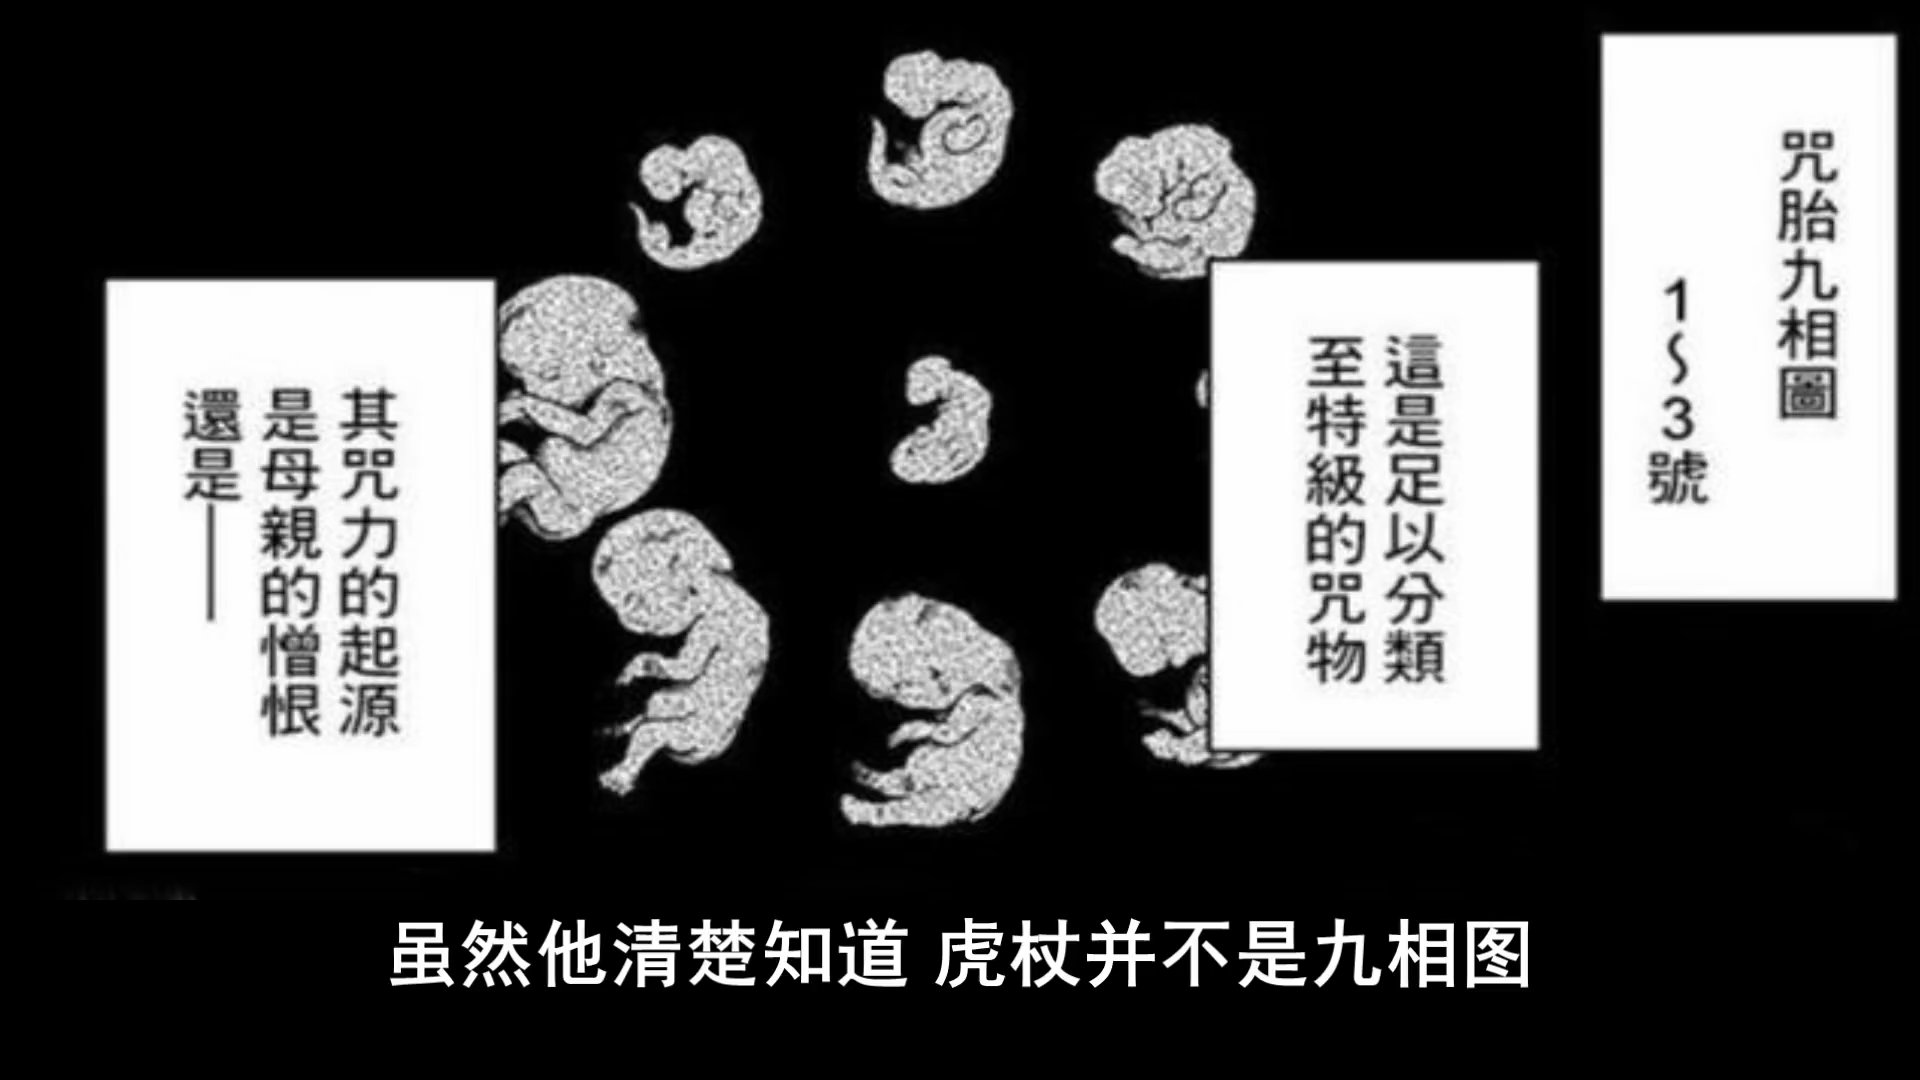 咒胎九相圖
1～3號
這是足以分類
至特級的咒物
其咒力的起源
是母親的憎恨
還是——
虽然他清楚知道 虎杖并不是九相图